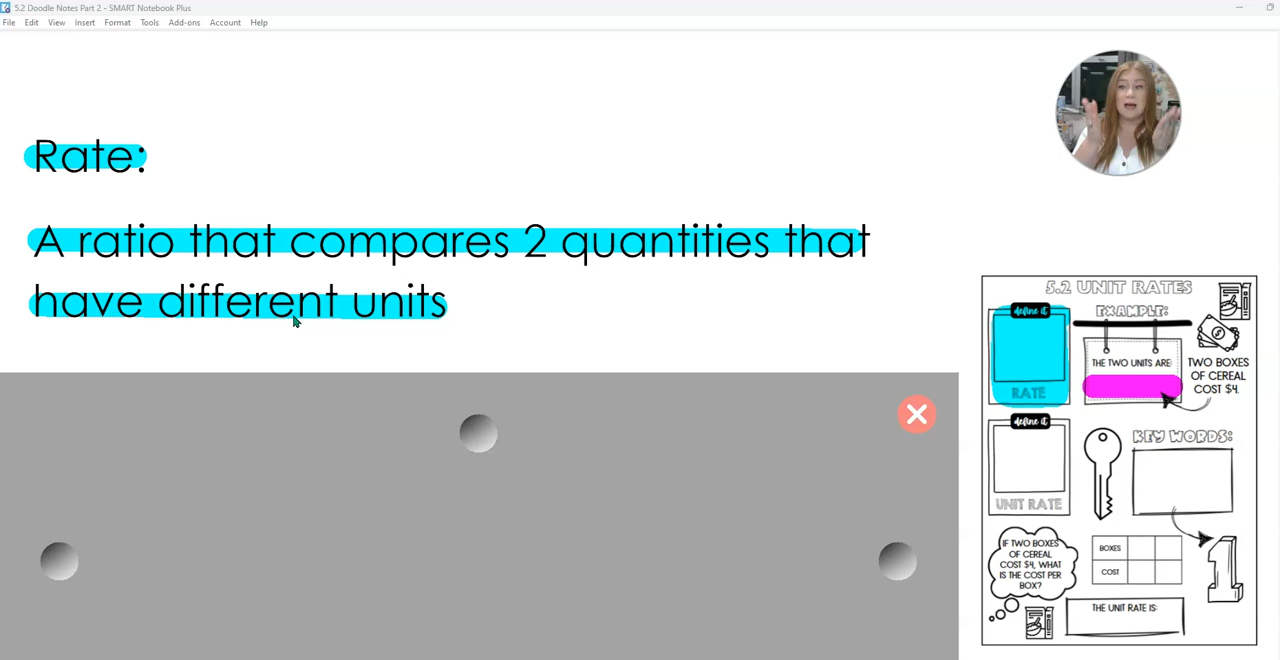 5.2 Doodle Notes Part 2 - SMART Notebook Plus
File Edit View Insert Format Tools Add-ons Account Help
Rate:
A ratio that compares 2 quantities that
have different units
5.2 UNIT RATES
define it
RATE
EXAMPLE:
THE TWO UNITS ARE:
TWO BOXES
OF CEREAL
COST $4.
define it
UNIT RATE
KEY WORDS:
IF TWO BOXES
OF CEREAL
COST $4, WHAT
IS THE COST PER
BOX?
BOXES
COST
1
THE UNIT RATE IS: